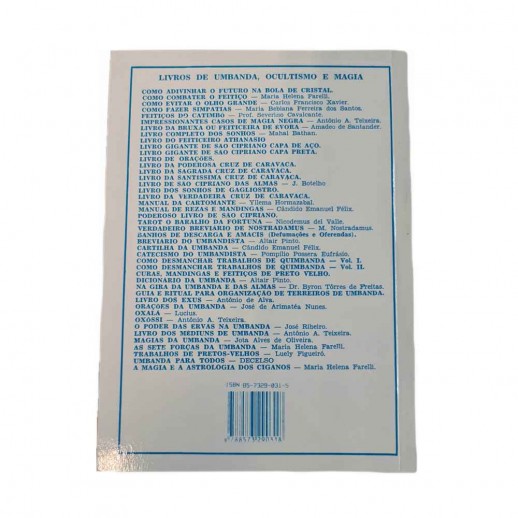 LIVROS DE UMBANDA, OCULTISMO E MAGIA
COMO ADIVINHAR O FUTURO NA BOLA DE CRISTAL.
COMO COMBATER O FEITIÇO — Maria Helena Farelli.
COMO EVITAR O OLHO GRANDE — Carlos Francisco Xavier.
COMO FAZER SIMPATIAS — Maria Bebiana Ferreira dos Santos.
FEITIÇOS DO CATIMBO — Prof. Severino Cavalcante.
IMPRESSIONANTES CASOS DE MAGIA NEGRA — Antônio A. Teixeira.
LIVRO DA BRUXA OU FEITICEIRA DE EVORA — Amadeo de Santander.
LIVRO COMPLETO DOS SONHOS — Mahal Bathan.
LIVRO DO FEITICEIRO ATHANASIO
LIVRO GIGANTE DE SAO CIPRIANO CAPA DE AÇO.
LIVRO GIGANTE DE SAO CIPRIANO CAPA PRETA.
LIVRO DE ORAÇÕES.
LIVRO DA PODEROSA CRUZ DE CARAVACA.
LIVRO DA SAGRADA CRUZ DE CARAVACA.
LIVRO DA SANTISSIMA CRUZ DE CARAVACA.
LIVRO DE SÃO CIPRIANO DAS ALMAS — J. Botelho
LIVRO DOS SONHOS DE GAGLIOSTRO.
LIVRO DA VERDADEIRA CRUZ DE CARAVACA.
MANUAL DA CARTOMANTE — Yllema Hormazabal.
MANUAL DE REZAS E MANDINGAS — Cândido Emanuel Félix.
PODEROSO LIVRO DE SÃO CIPRIANO.
TAROT O BARALHO DA FORTUNA — Nicodemus del Valle.
VERDADEIRO BREVIARIO DE NOSTRADAMUS — M. Nostradamus.
BANHOS DE DESCARGA E AMACIS (Defumações e Oferendas).
BREVIARIO DO UMBANDISTA — Altair Pinto.
CARTILHA DA UMBANDA — Cândido Emanuel Félix.
CATECISMO DO UMBANDISTA — Pompílio Possera Eufrásio.
COMO DESMANCHAR TRABALHOS DE QUIMBANDA — Vol. I.
COMO DESMANCHAR TRABALHOS DE QUIMBANDA — Vol. II.
CURAS, MANDINGAS E FEITIÇOS DE PRETO VELHO.
DICIONARIO DA UMBANDA — Altair Pinto.
NA GIRA DA UMBANDA E DAS ALMAS — Dr. Byron Tôrres de Freitas.
GUIA E RITUAL PARA ORGANIZAÇÃO DE TERREIROS DE UMBANDA.
LIVRO DOS EXUS — Antônio de Alva.
ORAÇÕES DA UMBANDA — José de Arimatéa Nunes.
OXALÁ — Lucius.
OXÓSSI — Antônio A. Teixeira.
O PODER DAS ERVAS NA UMBANDA — José Ribeiro.
LIVRO DOS MEDIUNS DE UMBANDA — Antônio A. Teixeira.
MAGIAS DA UMBANDA — Jota Alves de Oliveira.
AS SETE FORÇAS DA UMBANDA — Maria Helena Farelli.
TRABALHOS DE PRETOS-VELHOS — Luely Figueiró.
UMBANDA PARA TODOS — DECELSO
A MAGIA E A ASTROLOGIA DOS CIGANOS — Maria Helena Farelli.
ISBN 85-7329-031-5